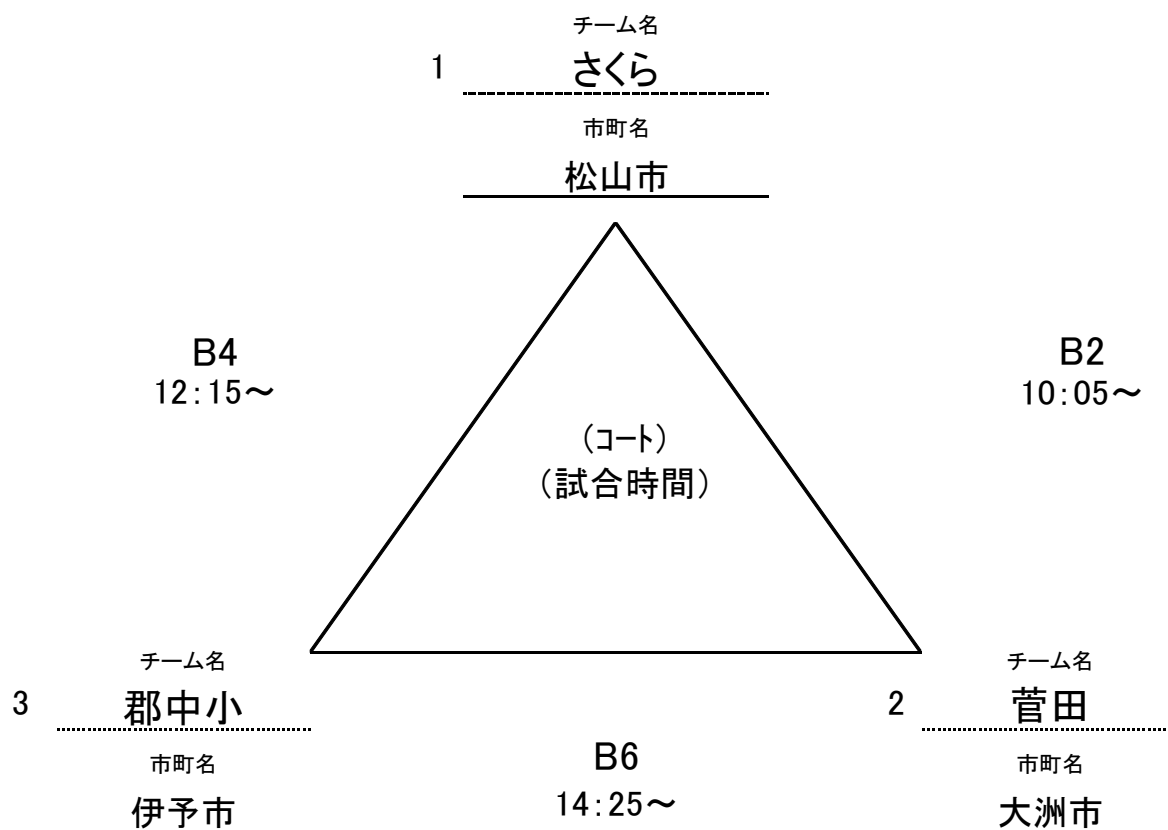 チーム名
1 さくら
市町名
松山市
B4
12:15～
B2
10:05～
（コート）
（試合時間）
チーム名
3 郡中小
市町名
伊予市
B6
14:25～
チーム名
2 菅田
市町名
大洲市